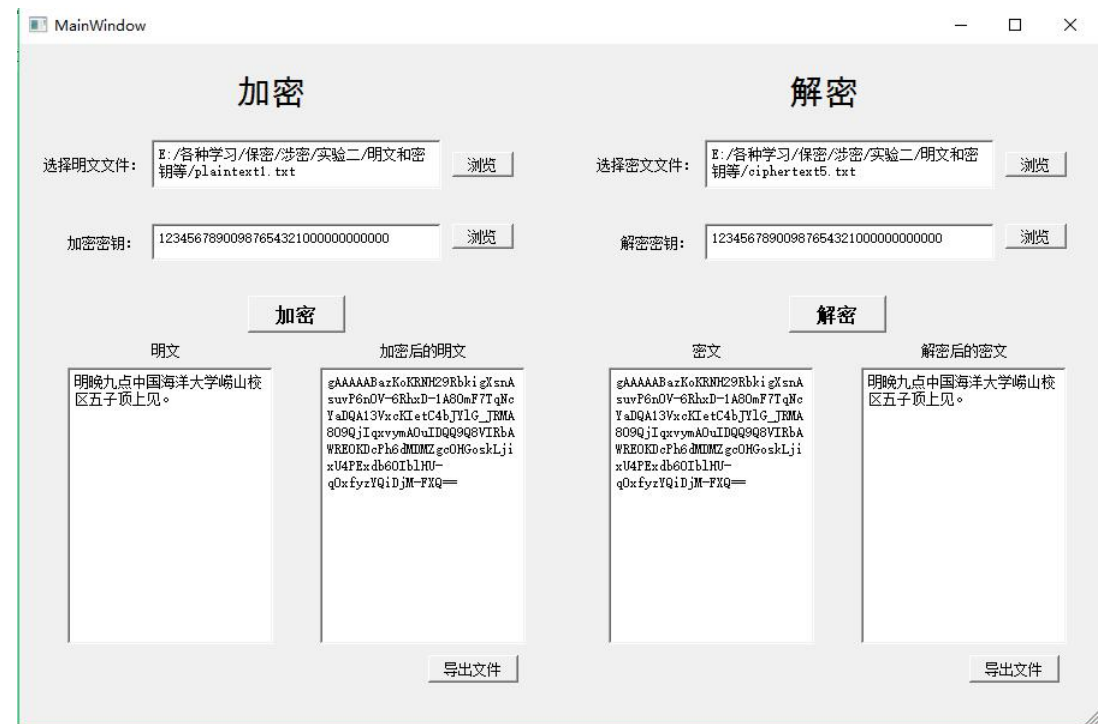 MainWindow
加密
解密
选择明文文件：
E:/各种学习/保密/涉密/实验二/明文和密
钥等/plaintext1.txt
浏览
选择密文文件：
E:/各种学习/保密/涉密/实验二/明文和密
钥等/ciphertext5.txt
浏览
加密密钥：
12345678900987654321000000000000
浏览
解密密钥：
12345678900987654321000000000000
浏览
加密
解密
明文
加密后的明文
密文
解密后的密文
明晚九点中国海洋大学崂山校
区五子顶上见。
gAAAAABazKoKRNH29RbkigXsnA
suvP6nOV-6RhxD-1A8OmF7TqNc
YaDQA13VxcKIetC4bJYlG_JRMA
8O9QjIqxvymAOuIDQQ9Q8VIRbA
WREOKDcPh6dMDMZgcOHGoskLji
xU4PExdb6OIblHU-
qOxfyzYQiDjM-FXQ==
gAAAAABazKoKRNH29RbkigXsnA
suvP6nOV-6RhxD-1A8OmF7TqNc
YaDQA13VxcKIetC4bJYlG_JRMA
8O9QjIqxvymAOuIDQQ9Q8VIRbA
WREOKDcPh6dMDMZgcOHGoskLji
xU4PExdb6OIblHU-
qOxfyzYQiDjM-FXQ==
明晚九点中国海洋大学崂山校
区五子顶上见。
导出文件
导出文件